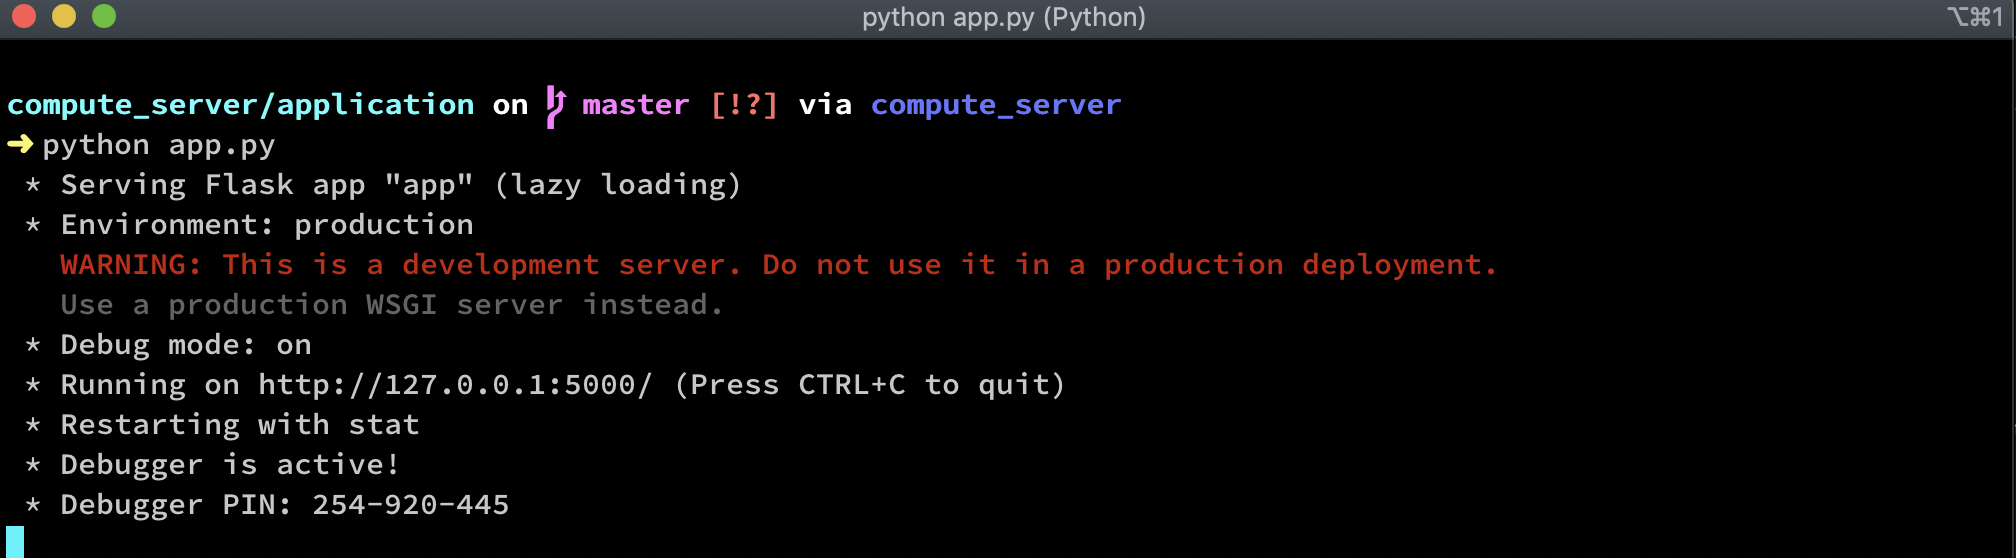 python app.py (Python) ⌥⌘1
compute_server/application on master [!?] via compute_server
➜ python app.py
* Serving Flask app "app" (lazy loading)
* Environment: production
WARNING: This is a development server. Do not use it in a production deployment.
Use a production WSGI server instead.
* Debug mode: on
* Running on http://127.0.0.1:5000/ (Press CTRL+C to quit)
* Restarting with stat
* Debugger is active!
* Debugger PIN: 254-920-445